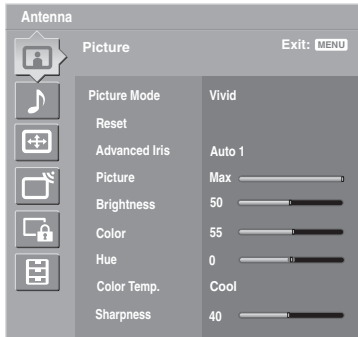 Antenna
Picture Exit: MENU
Picture Mode Vivid
Reset
Advanced Iris Auto 1
Picture Max
Brightness 50
Color 55
Hue 0
Color Temp. Cool
Sharpness 40